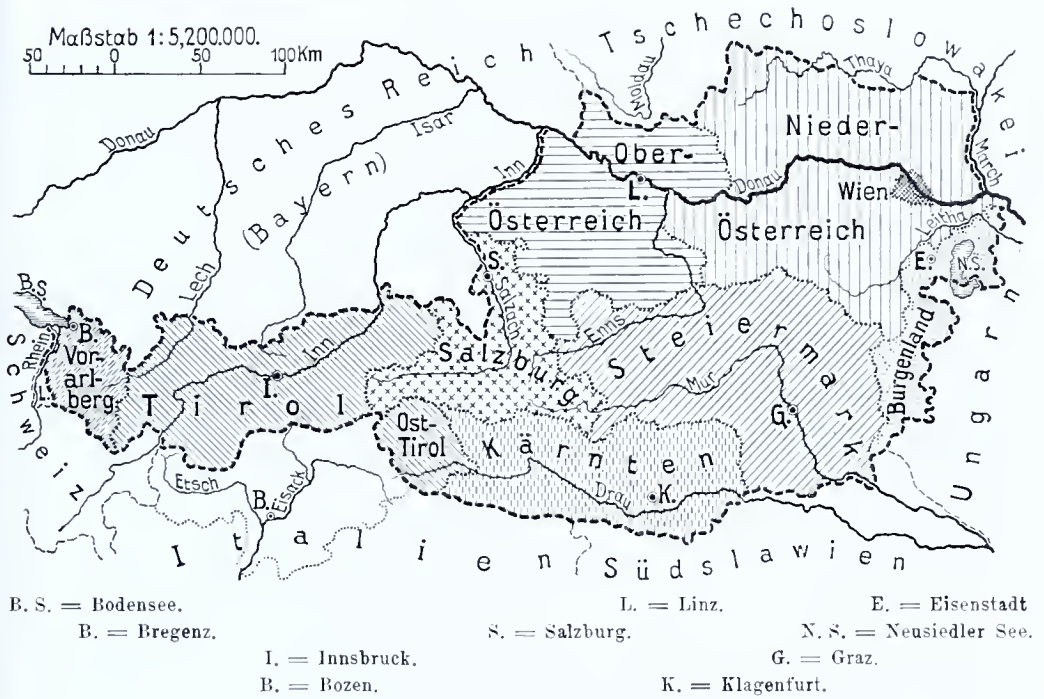 Maßstab 1:5,200.000.
50 0 50 100Km
Tschechoslowakei
Deutsches Reich
(Bayern)
Donau
Isar
Inn
Lech
Moldau
Thaya
March
Nieder-
Österreich
Ober-
Österreich
L.
Donau
Wien
Leitha
E.
N.S.
S.
Salzach
Enns
B.S.
B.
Rhein
Schweiz
Vor-
arl-
berg
L.
Inn
I.
Tirol
Salzburg
Steiermark
Mur
G.
Burgenland
Ungarn
Ost-
Tirol
Kärnten
Drau
K.
Etsch
B.
Eisack
Italien
Südslawien
B. S. = Bodensee.
L. = Linz.
E. = Eisenstadt
B. = Bregenz.
S. = Salzburg.
N. S. = Neusiedler See.
I. = Innsbruck.
G. = Graz.
B. = Bozen.
K. = Klagenfurt.